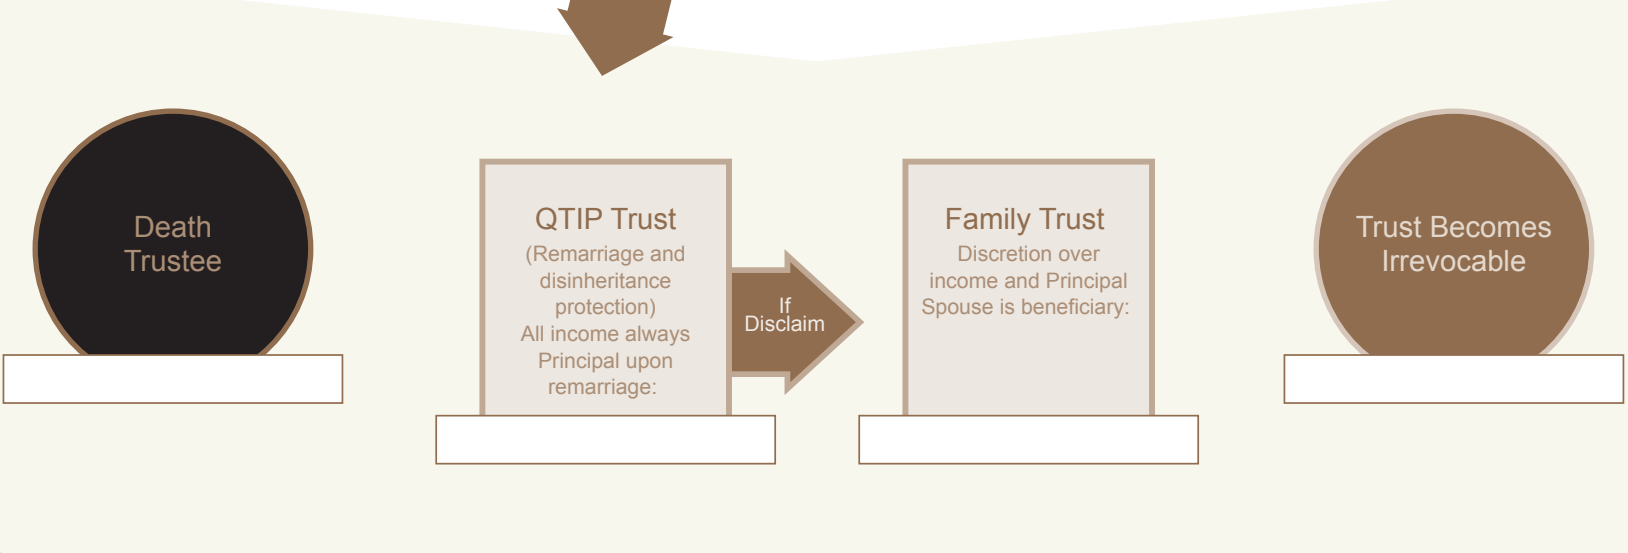 Death
Trustee
QTIP Trust
(Remarriage and
disinheritance
protection)
All income always
Principal upon
remarriage:
If
Disclaim
Family Trust
Discretion over
income and Principal
Spouse is beneficiary:
Trust Becomes
Irrevocable